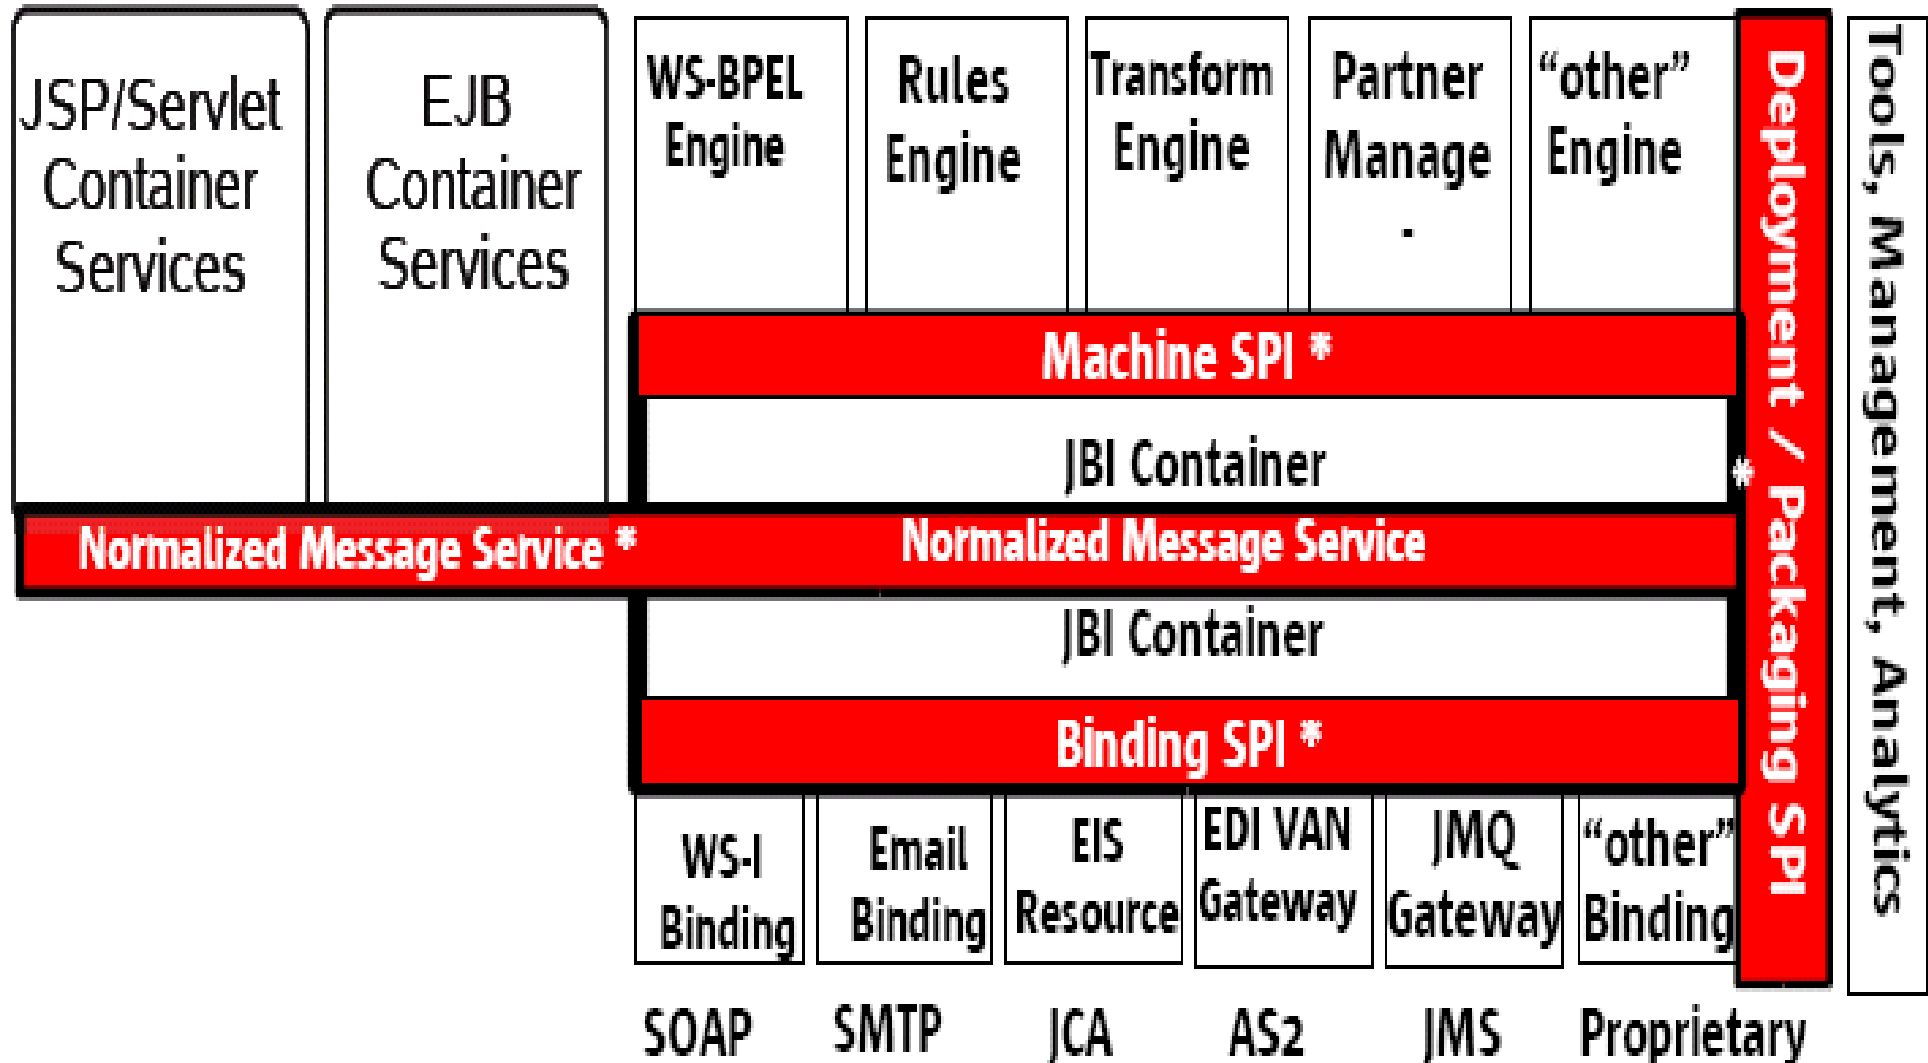 JSP/Servlet
Container
Services
EJB
Container
Services
WS-BPEL
Engine
Rules
Engine
Transform
Engine
Partner
Manage
-
“other”
Engine
Machine SPI *
JBI Container
Normalized Message Service *
Normalized Message Service
JBI Container
Binding SPI *
WS-I
Binding
Email
Binding
EIS
Resource
EDI VAN
Gateway
JMQ
Gateway
“other”
Binding
SOAP
SMTP
JCA
AS2
JMS
Proprietary
*
Deployment / Packaging SPI
Tools, Management, Analytics